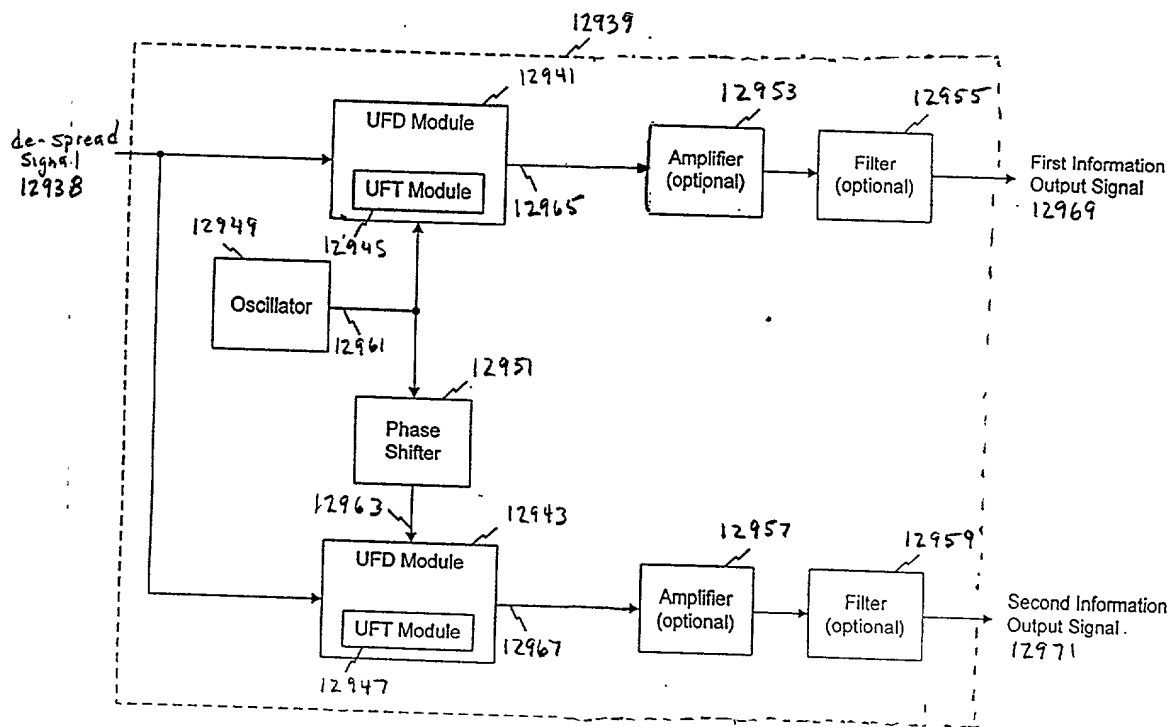 12939
12941
12953
12955
de-spread
Signal
12938
UFD Module
UFT Module
12965
Amplifier
(optional)
Filter
(optional)
First Information
Output Signal
12969
12949
12945
Oscillator
12961
12951
Phase
Shifter
12963
12943
12957
12959
UFD Module
UFT Module
12967
Amplifier
(optional)
Filter
(optional)
Second Information
Output Signal.
12971
12947